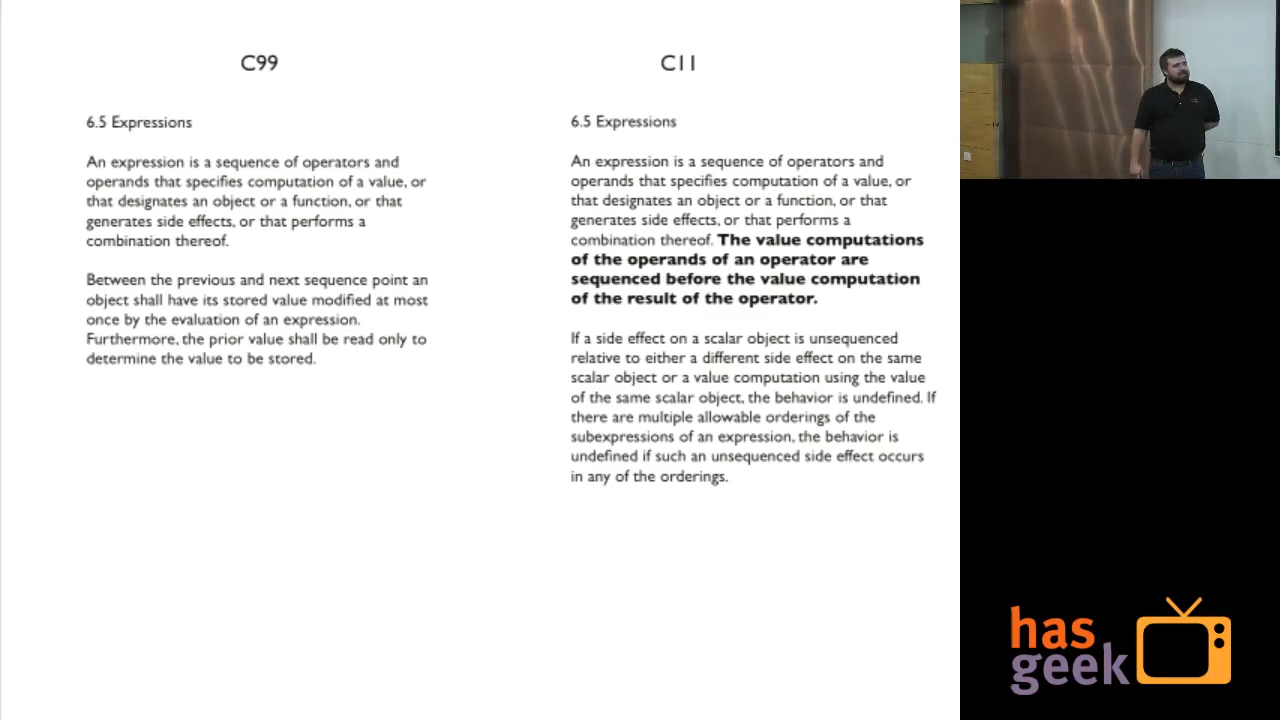 C99
6.5 Expressions
An expression is a sequence of operators and
operands that specifies computation of a value, or
that designates an object or a function, or that
generates side effects, or that performs a
combination thereof.
Between the previous and next sequence point an
object shall have its stored value modified at most
once by the evaluation of an expression.
Furthermore, the prior value shall be read only to
determine the value to be stored.
C11
6.5 Expressions
An expression is a sequence of operators and
operands that specifies computation of a value, or
that designates an object or a function, or that
generates side effects, or that performs a
combination thereof. The value computations
of the operands of an operator are
sequenced before the value computation
of the result of the operator.
If a side effect on a scalar object is unsequenced
relative to either a different side effect on the same
scalar object or a value computation using the value
of the same scalar object, the behavior is undefined. If
there are multiple allowable orderings of the
subexpressions of an expression, the behavior is
undefined if such an unsequenced side effect occurs
in any of the orderings.
has
geek